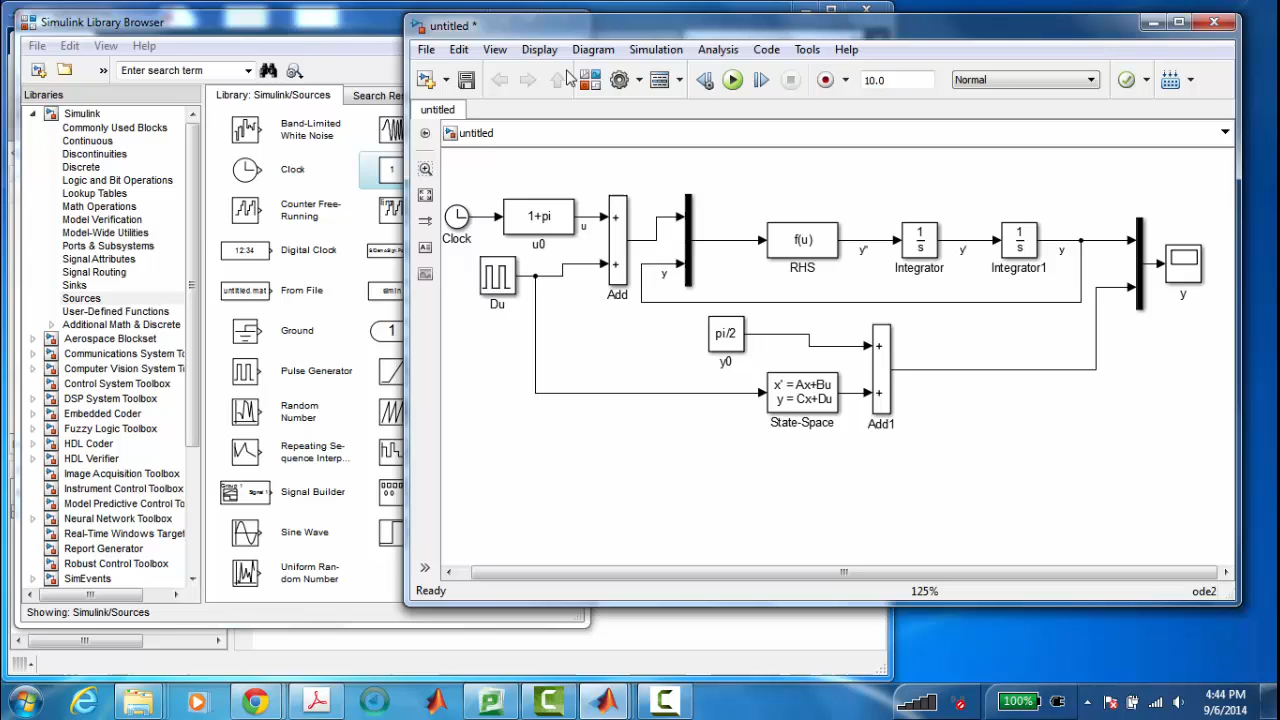 Simulink Library Browser
File Edit View Help
» Enter search term
Libraries
Simulink
Commonly Used Blocks
Continuous
Discontinuities
Discrete
Logic and Bit Operations
Lookup Tables
Math Operations
Model Verification
Model-Wide Utilities
Ports & Subsystems
Signal Attributes
Signal Routing
Sinks
Sources
User-Defined Functions
Additional Math & Discrete
Aerospace Blockset
Communications System To
Computer Vision System To
Control System Toolbox
DSP System Toolbox
Embedded Coder
Fuzzy Logic Toolbox
HDL Coder
HDL Verifier
Image Acquisition Toolbox
Instrument Control Toolbox
Model Predictive Control To
Neural Network Toolbox
Real-Time Windows Target
Report Generator
Robust Control Toolbox
SimEvents
Showing: Simulink/Sources
Library: Simulink/Sources
Search Re
Band-Limited
White Noise
Clock
1
Counter Free-
Running
12:34
Digital Clock
untitled.mat
From File
simin
Ground
1
Pulse Generator
Random
Number
Repeating Se-
quence Interp...
Signal Builder
Sine Wave
Uniform Ran-
dom Number
untitled *
File Edit View Display Diagram Simulation Analysis Code Tools Help
10.0
Normal
untitled
untitled
Clock
1+pi
u0
u
Du
+
+
Add
y
f(u)
RHS
y''
1
s
Integrator
y'
1
s
Integrator1
y
y
pi/2
y0
x' = Ax+Bu
y = Cx+Du
State-Space
+
+
Add1
»
Ready
125%
ode2
100%
4:44 PM
9/6/2014